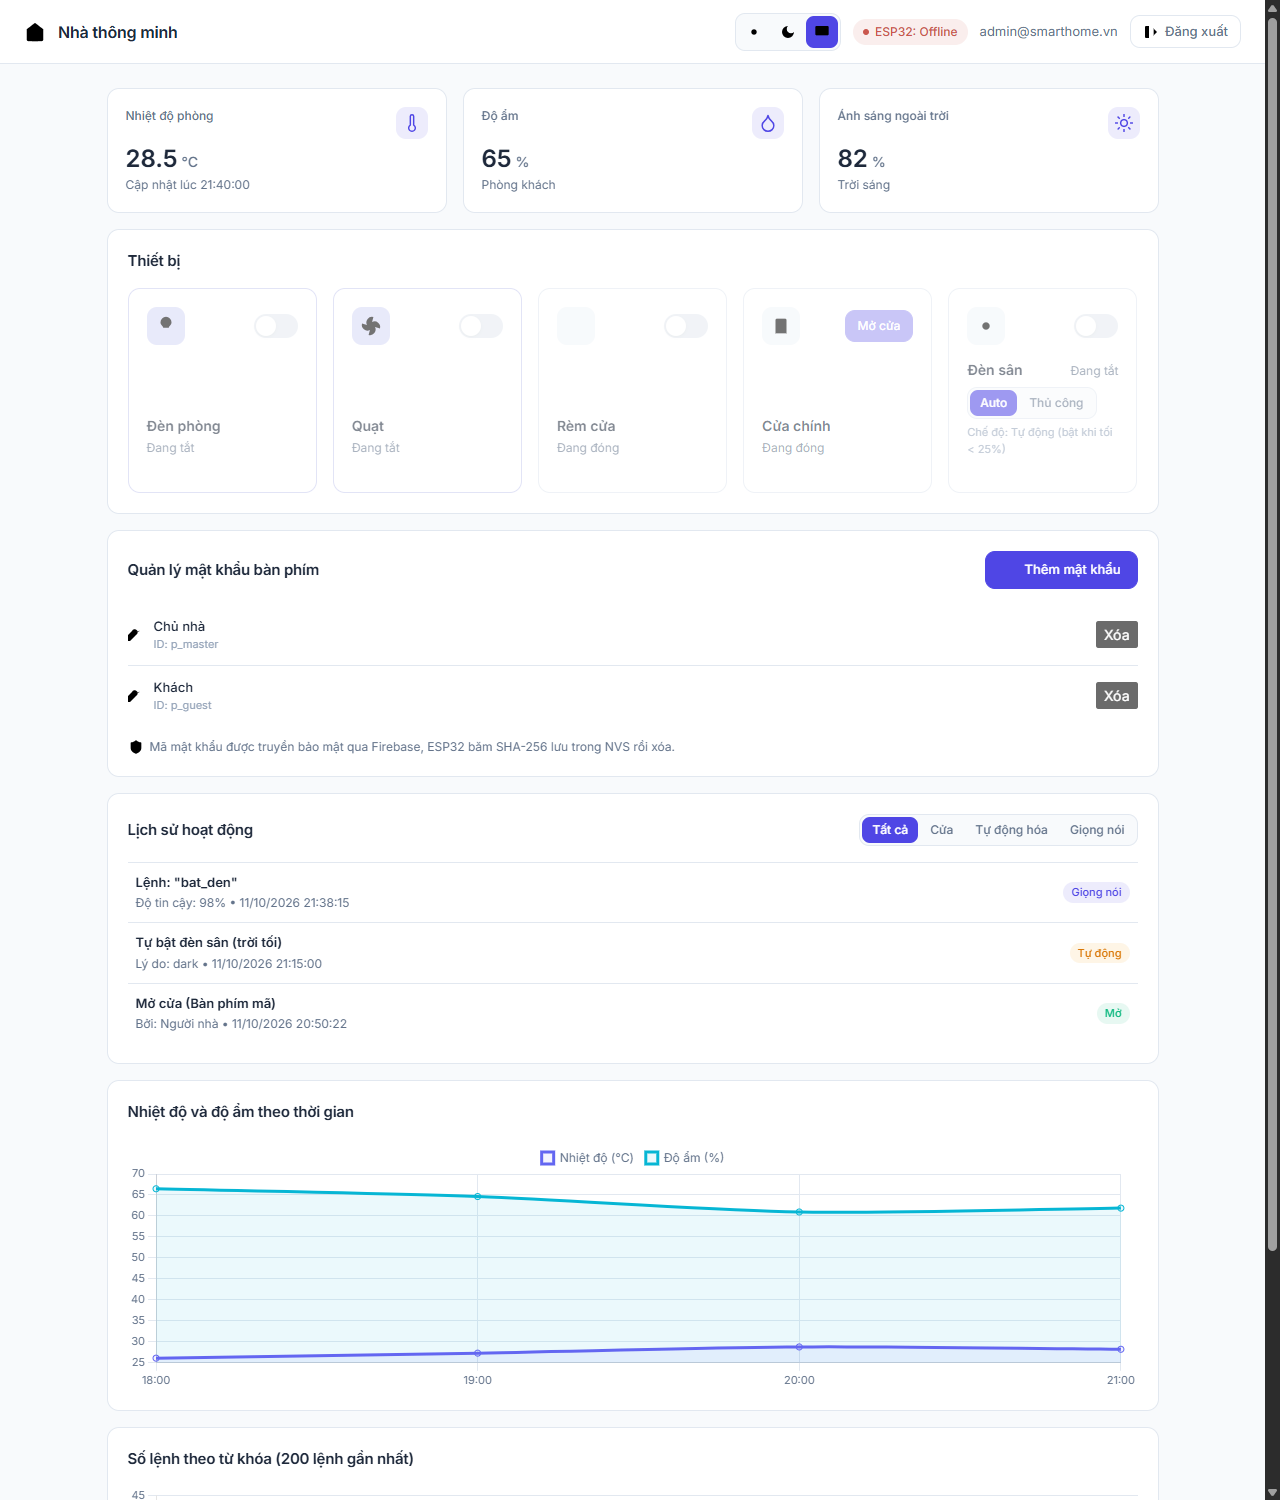 Nhà thông minh
ESP32: Offline
admin@smarthome.vn
Đăng xuất
Nhiệt độ phòng
28.5 °C
Cập nhật lúc 21:40:00
Độ ẩm
65 %
Phòng khách
Ánh sáng ngoài trời
82 %
Trời sáng
Thiết bị
Đèn phòng
Đang tắt
Quạt
Đang tắt
Rèm cửa
Đang đóng
Mở cửa
Cửa chính
Đang đóng
Đèn sân
Đang tắt
Auto
Thủ công
Chế độ: Tự động (bật khi tối
< 25%)
Quản lý mật khẩu bàn phím
Thêm mật khẩu
Chủ nhà
ID: p_master
Xóa
Khách
ID: p_guest
Xóa
Mã mật khẩu được truyền bảo mật qua Firebase, ESP32 băm SHA-256 lưu trong NVS rồi xóa.
Lịch sử hoạt động
Tất cả
Cửa
Tự động hóa
Giọng nói
Lệnh: "bat_den"
Độ tin cậy: 98% • 11/10/2026 21:38:15
Giọng nói
Tự bật đèn sân (trời tối)
Lý do: dark • 11/10/2026 21:15:00
Tự động
Mở cửa (Bàn phím mã)
Bởi: Người nhà • 11/10/2026 20:50:22
Mở
Nhiệt độ và độ ẩm theo thời gian
Nhiệt độ (°C)
Độ ẩm (%)
70
65
60
55
50
45
40
35
30
25
18:00
19:00
20:00
21:00
Số lệnh theo từ khóa (200 lệnh gần nhất)
45